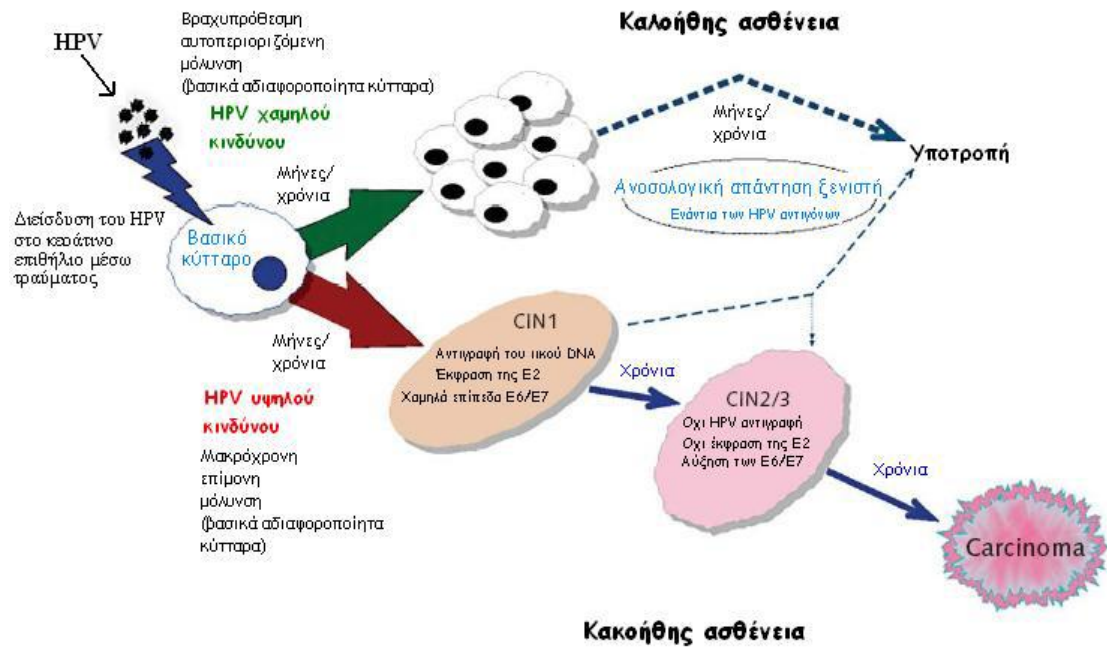 HPV
Βραχυπρόθεσμη
αυτοπεριοριζόμενη
μόλυνση
(βασικά αδιαφοροποίητα κύτταρα)
HPV χαμηλού
κινδύνου
Μήνες/
χρόνια
Καλοήθης ασθένεια
Μήνες/
χρόνια
Υποτροπή
Ανοσολογική απάντηση ξενιστή
Ενάντια των HPV αντιγόνων
Διείσδυση του HPV
στο κεράτινο
επιθήλιο μέσω
τραύματος
Βασικό
κύτταρο
Μήνες/
χρόνια
HPV υψηλού
κινδύνου
Μακρόχρονη
επίμονη
μόλυνση
(βασικά αδιαφοροποίητα
κύτταρα)
CIN1
Αντιγραφή του ιικού DNA
Έκφραση της E2
Χαμηλά επίπεδα E6/E7
Χρόνια
CIN2/3
Οχι HPV αντιγραφή
Οχι έκφραση της E2
Αύξηση των E6/E7
Χρόνια
Carcinoma
Κακοήθης ασθένεια